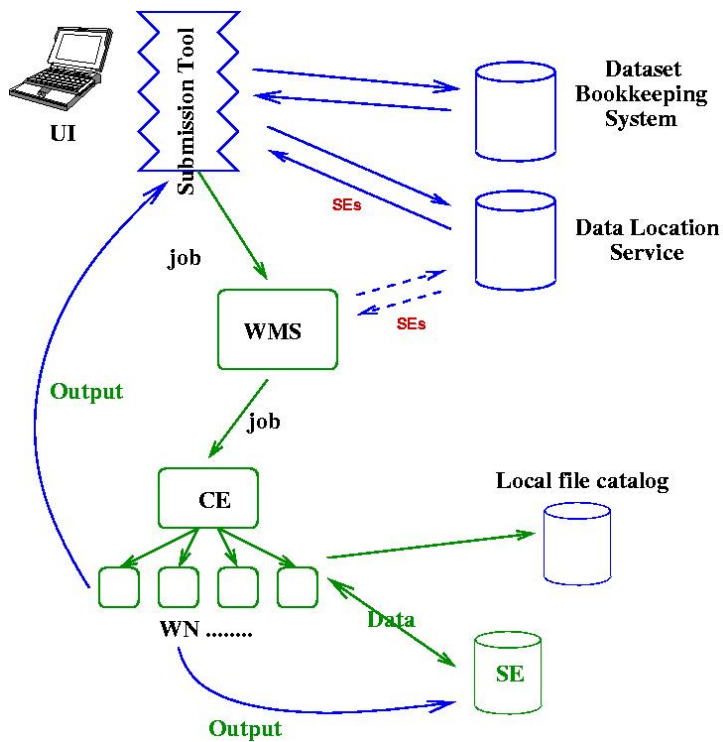 UI
Submission Tool
Dataset
Bookkeeping
System
SEs
Data Location
Service
job
WMS
SEs
Output
job
CE
Local file catalog
WN ........
Data
SE
Output